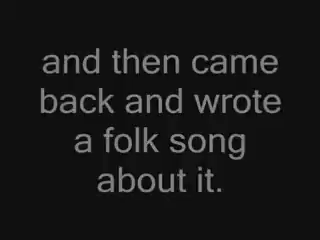 and then came
back and wrote
a folk song
about it.